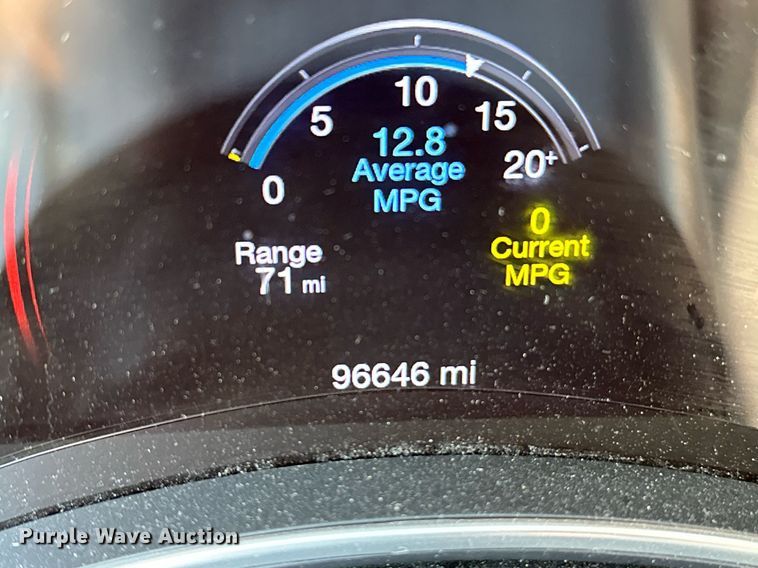 10
5
15
12.8
Average
MPG
20+
0
0
Current
MPG
Range
71 mi
96646 mi
Purple Wave Auction